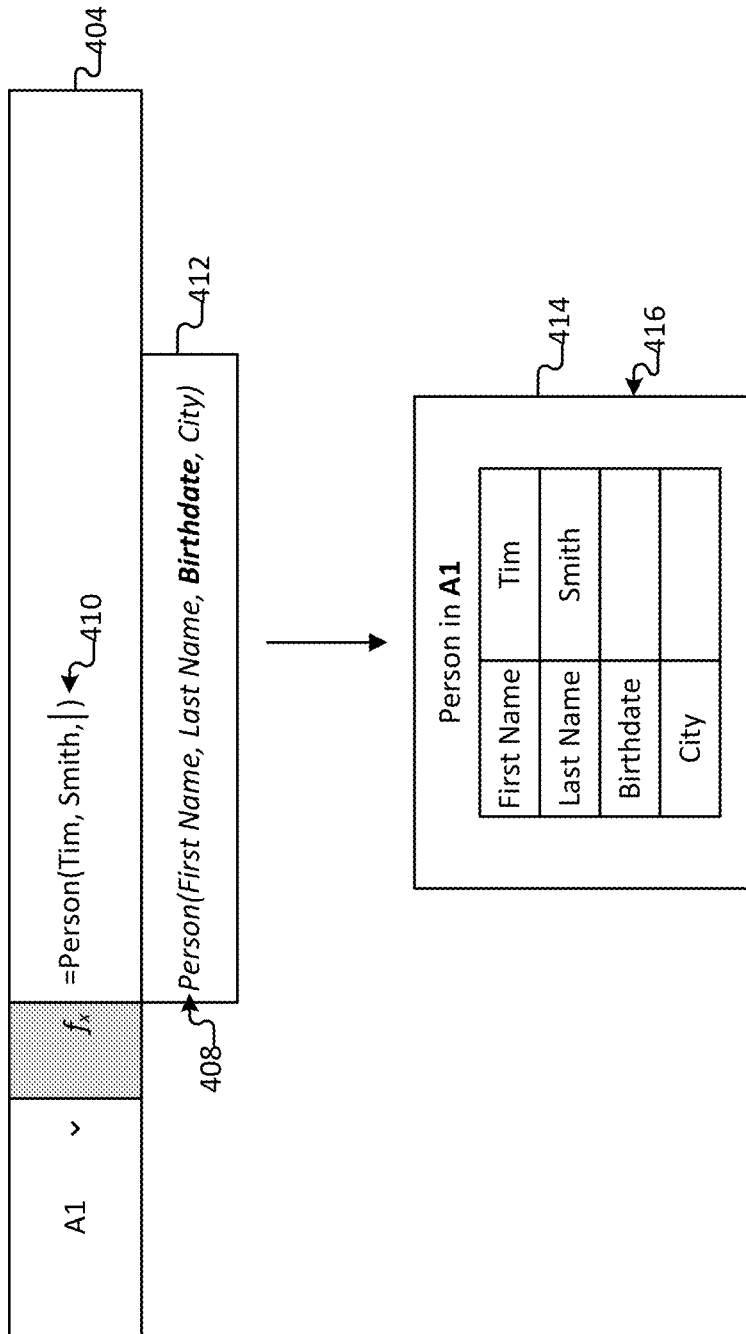 404
A1 ⌄ fx =Person(Tim, Smith,|) 410
408 Person(First Name, Last Name, Birthdate, City) 412
Person in A1 414
First Name Tim
Last Name Smith
Birthdate 416
City